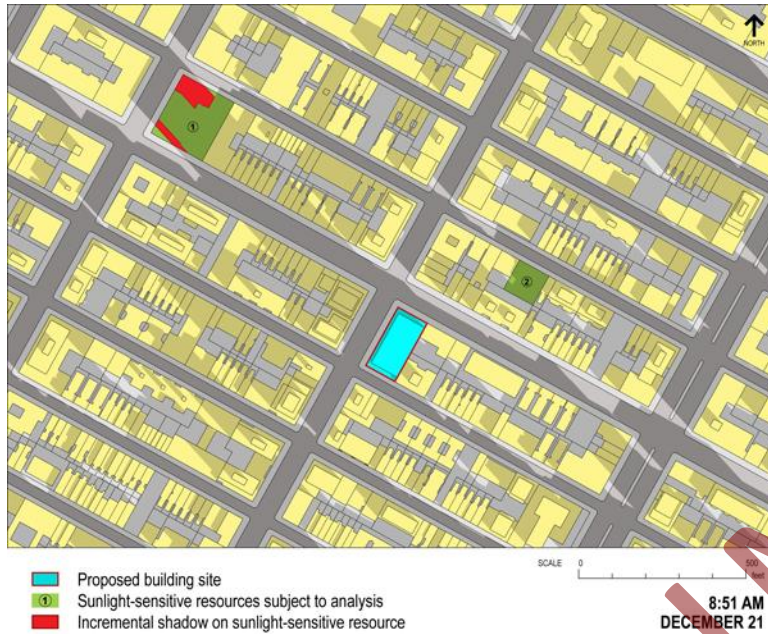 NORTH
①
②
SCALE 0 500
feet
Proposed building site
① Sunlight-sensitive resources subject to analysis
Incremental shadow on sunlight-sensitive resource
8:51 AM
DECEMBER 21